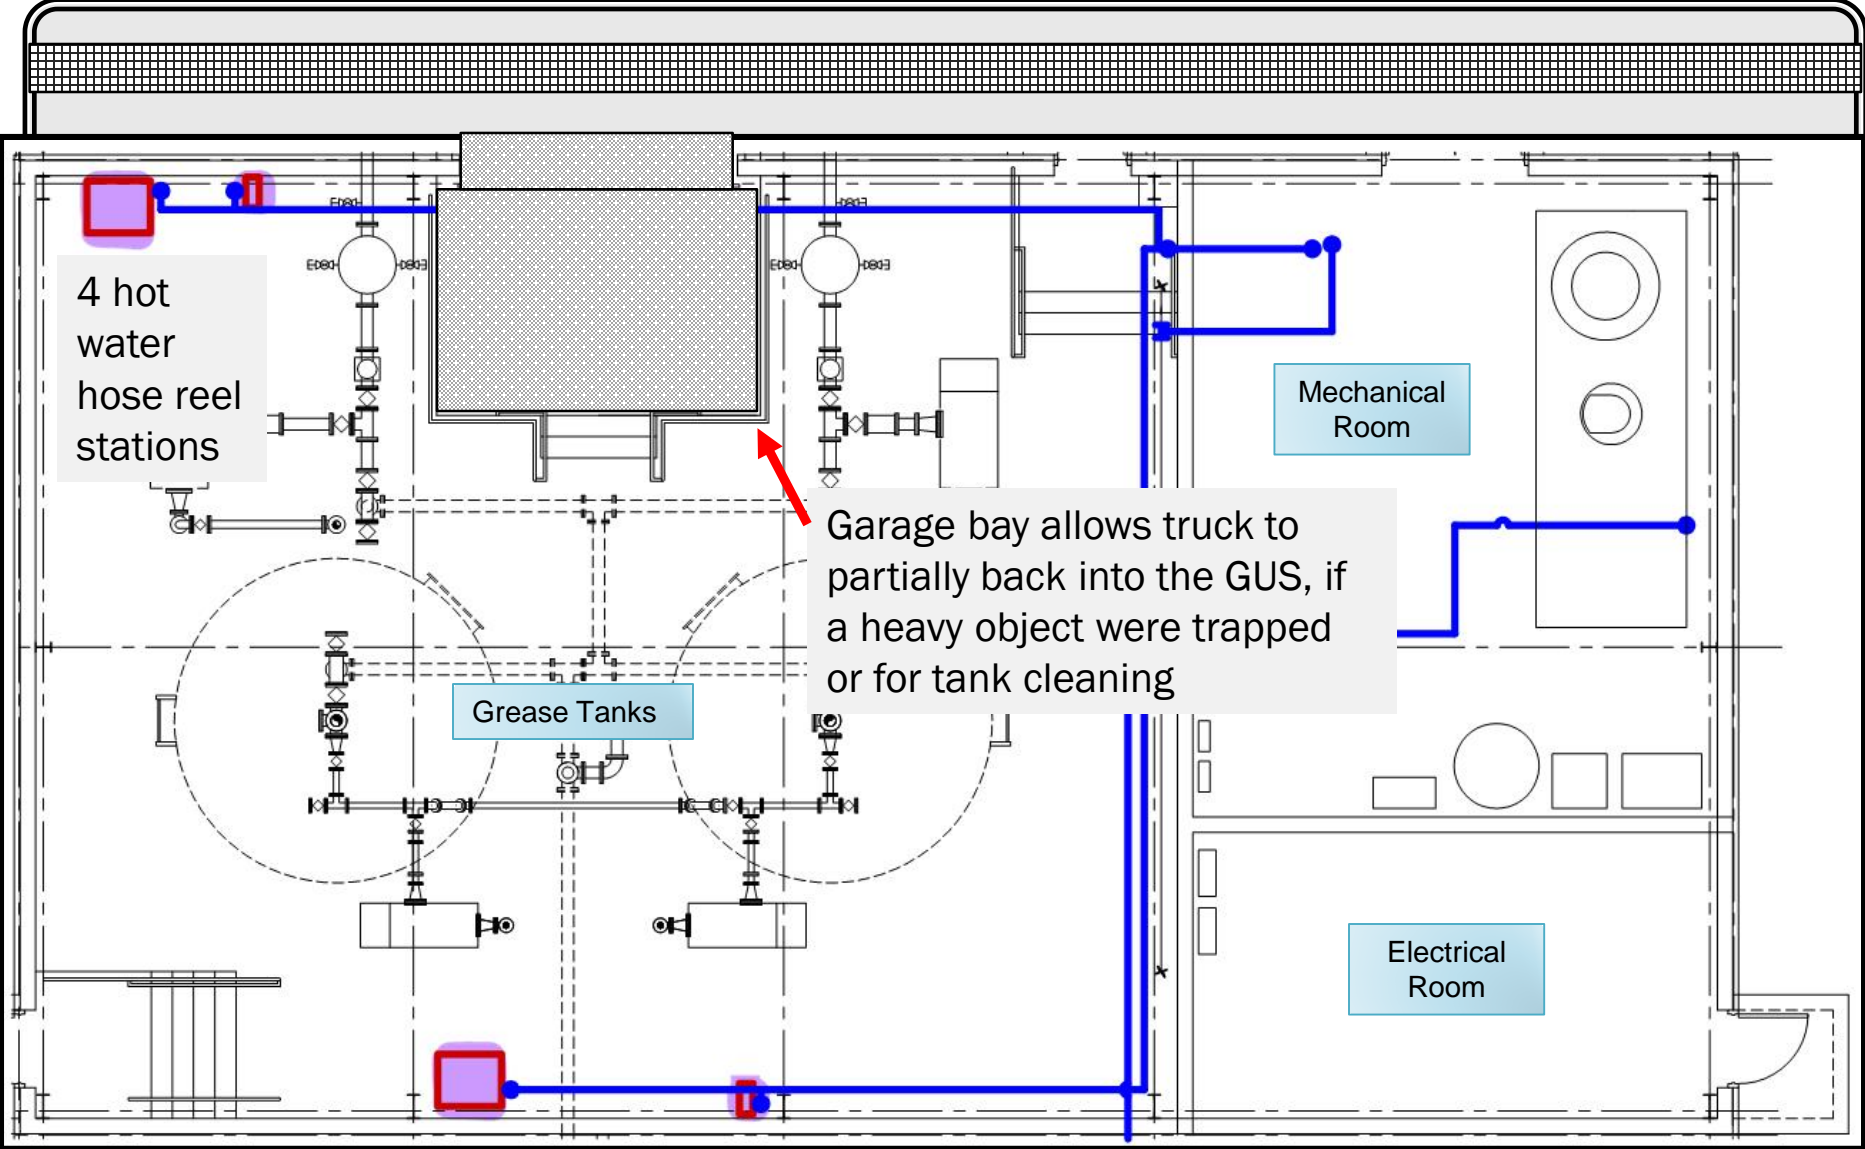 4 hot
water
hose reel
stations
Mechanical
Room
Garage bay allows truck to
partially back into the GUS, if
a heavy object were trapped
or for tank cleaning
Grease Tanks
Electrical
Room